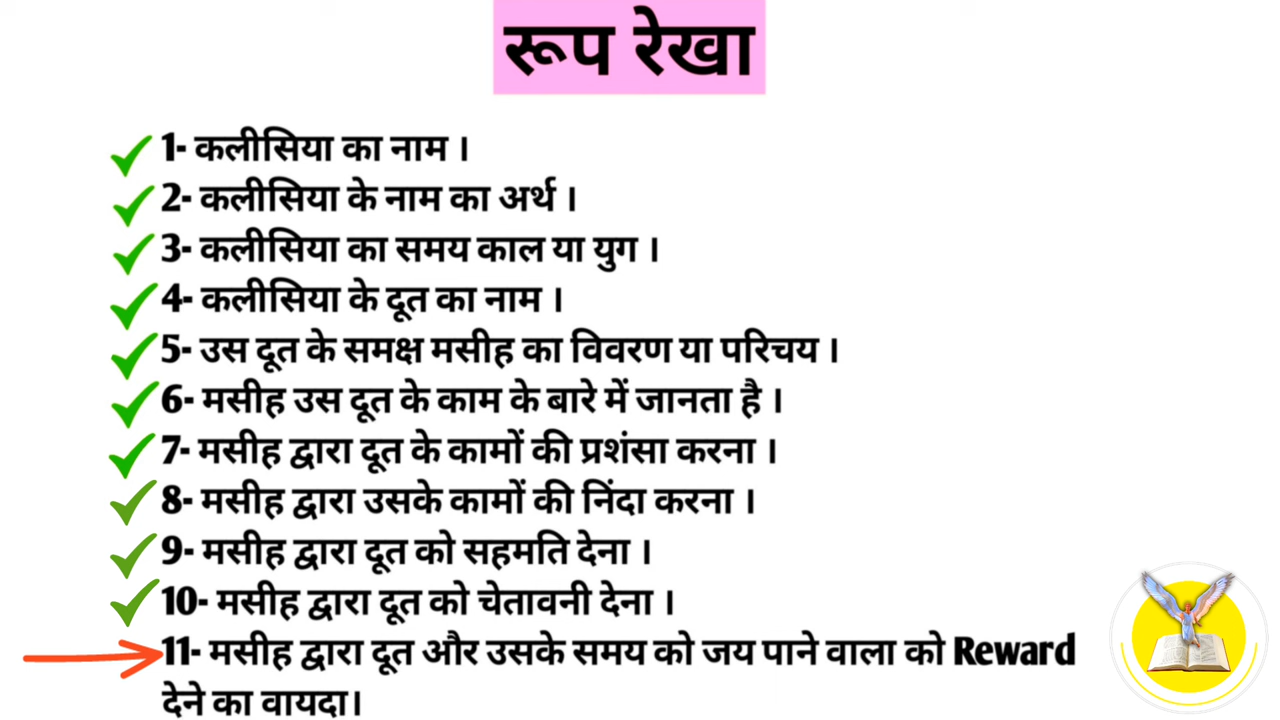 रूप रेखा
1- कलीसिया का नाम ।
2- कलीसिया के नाम का अर्थ ।
3- कलीसिया का समय काल या युग ।
4- कलीसिया के दूत का नाम ।
5- उस दूत के समक्ष मसीह का विवरण या परिचय ।
6- मसीह उस दूत के काम के बारे में जानता है ।
7- मसीह द्वारा दूत के कामों की प्रशंसा करना ।
8- मसीह द्वारा उसके कामों की निंदा करना ।
9- मसीह द्वारा दूत को सहमति देना ।
10- मसीह द्वारा दूत को चेतावनी देना ।
11- मसीह द्वारा दूत और उसके समय को जय पाने वाला को Reward
देने का वायदा।